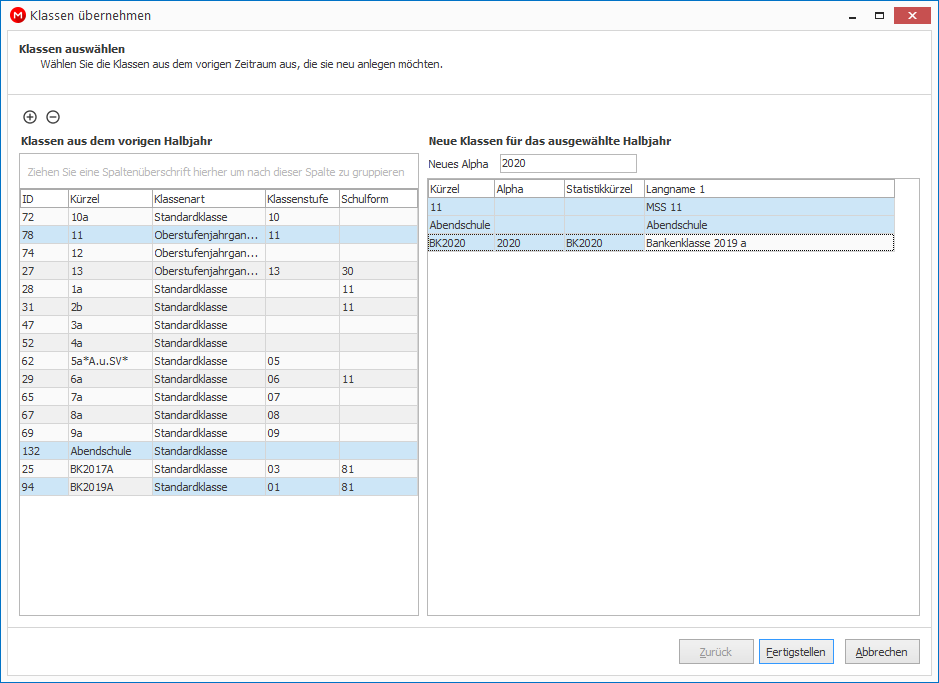 M Klassen übernehmen
Klassen auswählen
Wählen Sie die Klassen aus dem vorigen Zeitraum aus, die sie neu anlegen möchten.
Klassen aus dem vorigen Halbjahr
Ziehen Sie eine Spaltenüberschrift hierher um nach dieser Spalte zu gruppieren
ID Kürzel Klassenart Klassenstufe Schulform
72 10a Standardklasse 10
78 11 Oberstufenjahrgan... 11
74 12 Oberstufenjahrgan...
27 13 Oberstufenjahrgan... 13 30
28 1a Standardklasse 11
31 2b Standardklasse 11
47 3a Standardklasse
52 4a Standardklasse
62 5a*A.u.SV* Standardklasse 05
29 6a Standardklasse 06 11
65 7a Standardklasse 07
67 8a Standardklasse 08
69 9a Standardklasse 09
132 Abendschule Standardklasse
25 BK2017A Standardklasse 03 81
94 BK2019A Standardklasse 01 81
Neue Klassen für das ausgewählte Halbjahr
Neues Alpha 2020
Kürzel Alpha Statistikkürzel Langname 1
11 MSS 11
Abendschule Abendschule
BK2020 2020 BK2020 Bankenklasse 2019 a
Zurück Fertigstellen Abbrechen